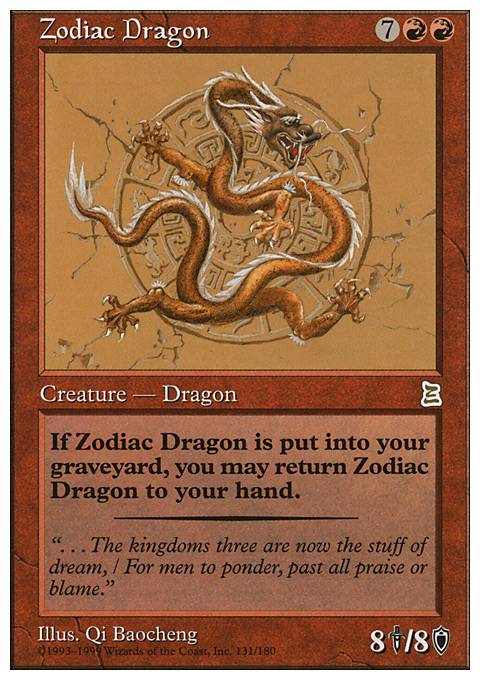 Zodiac Dragon 7
Creature — Dragon
If Zodiac Dragon is put into your
graveyard, you may return Zodiac
Dragon to your hand.
“. . . The kingdoms three are now the stuff of
dream, / For men to ponder, past all praise or
blame.”
Illus. Qi Baocheng
©1993–1999 Wizards of the Coast, Inc. 131/180
8/8